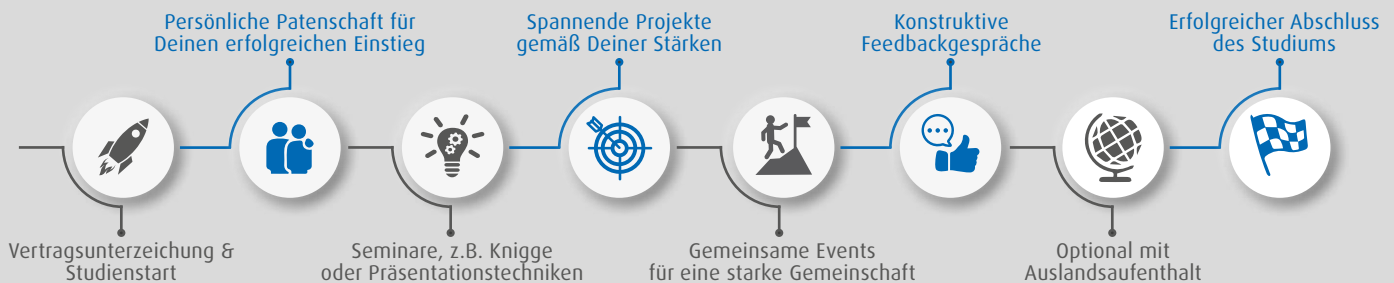 Persönliche Patenschaft für
Deinen erfolgreichen Einstieg
Spannende Projekte
gemäß Deiner Stärken
Konstruktive
Feedbackgespräche
Erfolgreicher Abschluss
des Studiums
Vertragsunterzeichung &
Studienstart
Seminare, z.B. Knigge
oder Präsentationstechniken
Gemeinsame Events
für eine starke Gemeinschaft
Optional mit
Auslandsaufenthalt